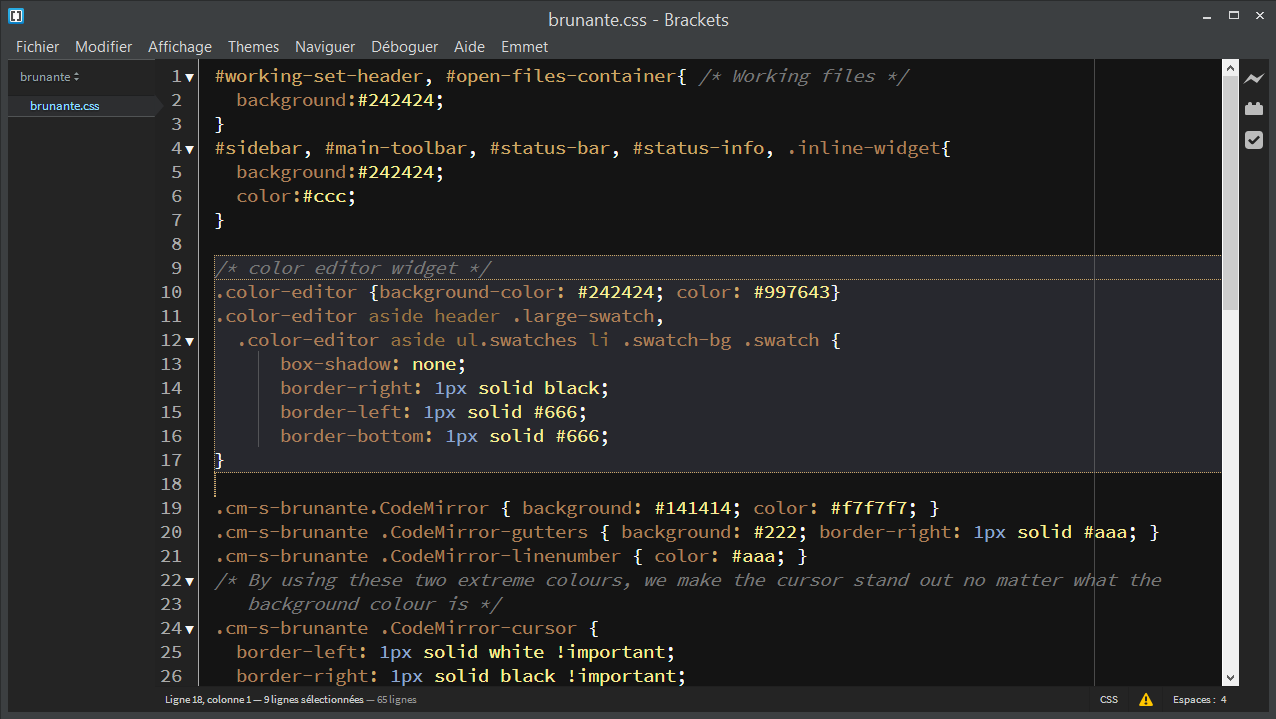 brunante.css - Brackets
Fichier Modifier Affichage Themes Naviguer Déboguer Aide Emmet
brunante
brunante.css
1 #working-set-header, #open-files-container{ /* Working files */
2   background:#242424;
3 }
4 #sidebar, #main-toolbar, #status-bar, #status-info, .inline-widget{
5   background:#242424;
6   color:#ccc;
7 }
8
9 /* color editor widget */
10 .color-editor {background-color: #242424; color: #997643}
11 .color-editor aside header .large-swatch,
12   .color-editor aside ul.swatches li .swatch-bg .swatch {
13       box-shadow: none;
14       border-right: 1px solid black;
15       border-left: 1px solid #666;
16       border-bottom: 1px solid #666;
17 }
18
19 .cm-s-brunante.CodeMirror { background: #141414; color: #f7f7f7; }
20 .cm-s-brunante .CodeMirror-gutters { background: #222; border-right: 1px solid #aaa; }
21 .cm-s-brunante .CodeMirror-linenumber { color: #aaa; }
22 /* By using these two extreme colours, we make the cursor stand out no matter what the
23    background colour is */
24 .cm-s-brunante .CodeMirror-cursor {
25   border-left: 1px solid white !important;
26   border-right: 1px solid black !important;
Ligne 18, colonne 1 — 9 lignes sélectionnées — 65 lignes CSS Espaces : 4